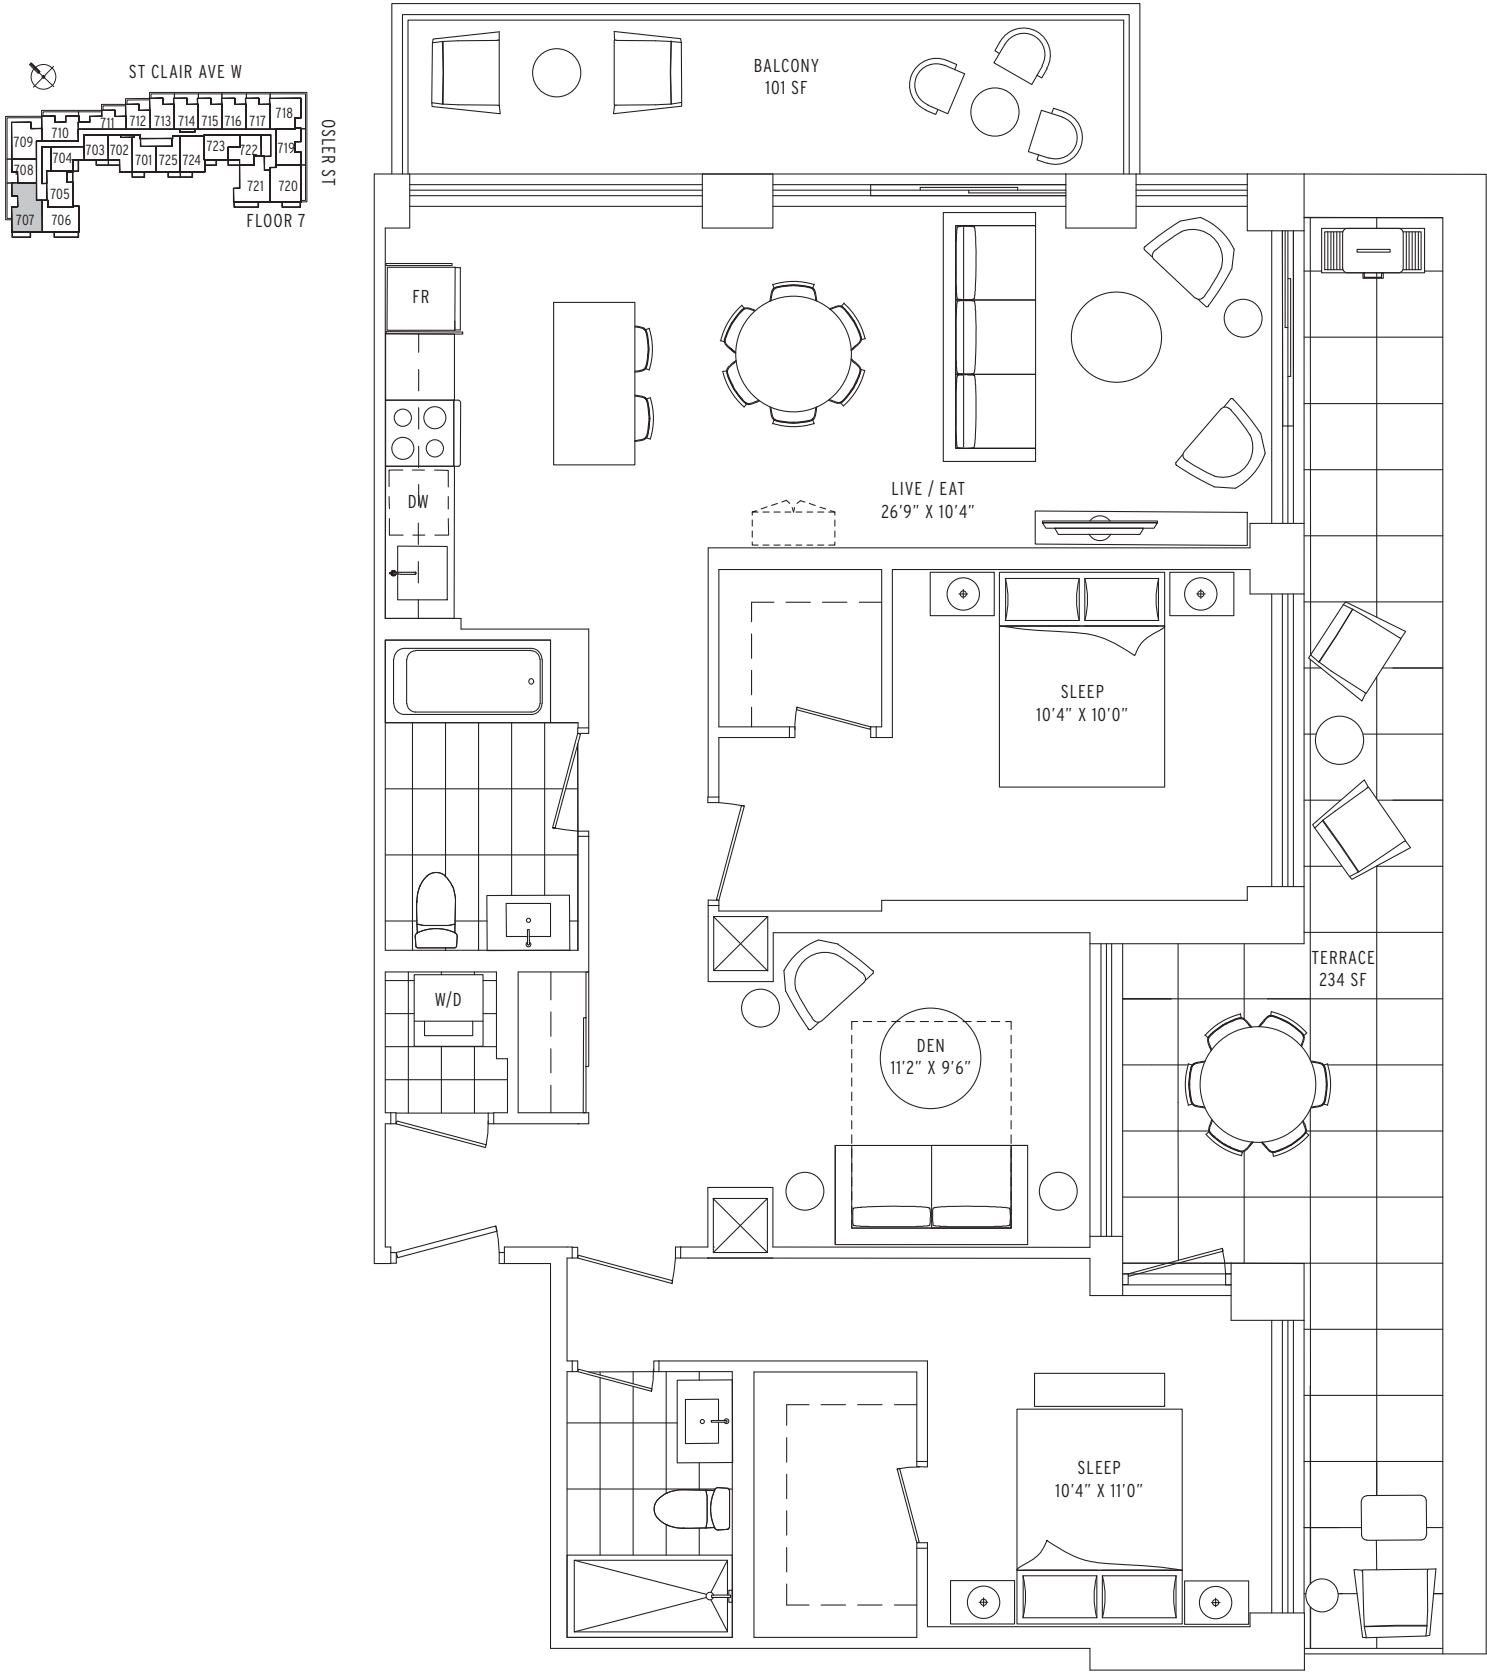 ST CLAIR AVE W
OSLER ST
718
717
716
715
714
713
712
711
710
709
708
704
703
702
701
725
724
723
722
719
705
721
720
707
706
FLOOR 7
BALCONY
101 SF
FR
DW
LIVE / EAT
26'9" X 10'4"
SLEEP
10'4" X 10'0"
W/D
DEN
11'2" X 9'6"
TERRACE
234 SF
SLEEP
10'4" X 11'0"